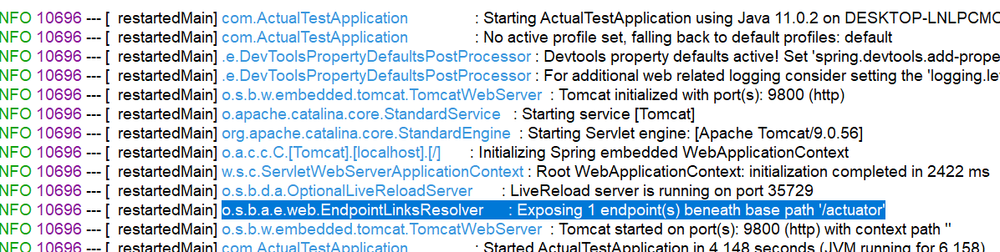 NFO 10696 --- [  restartedMain] com.ActualTestApplication : Starting ActualTestApplication using Java 11.0.2 on DESKTOP-LNLPCMC
NFO 10696 --- [  restartedMain] com.ActualTestApplication : No active profile set, falling back to default profiles: default
NFO 10696 --- [  restartedMain] .e.DevToolsPropertyDefaultsPostProcessor : Devtools property defaults active! Set 'spring.devtools.add-prope
NFO 10696 --- [  restartedMain] .e.DevToolsPropertyDefaultsPostProcessor : For additional web related logging consider setting the 'logging.le
NFO 10696 --- [  restartedMain] o.s.b.w.embedded.tomcat.TomcatWebServer : Tomcat initialized with port(s): 9800 (http)
NFO 10696 --- [  restartedMain] o.apache.catalina.core.StandardService : Starting service [Tomcat]
NFO 10696 --- [  restartedMain] org.apache.catalina.core.StandardEngine : Starting Servlet engine: [Apache Tomcat/9.0.56]
NFO 10696 --- [  restartedMain] o.a.c.c.C.[Tomcat].[localhost].[/] : Initializing Spring embedded WebApplicationContext
NFO 10696 --- [  restartedMain] w.s.c.ServletWebServerApplicationContext : Root WebApplicationContext: initialization completed in 2422 ms
NFO 10696 --- [  restartedMain] o.s.b.d.a.OptionalLiveReloadServer : LiveReload server is running on port 35729
NFO 10696 --- [  restartedMain] o.s.b.a.e.web.EndpointLinksResolver : Exposing 1 endpoint(s) beneath base path '/actuator'
NFO 10696 --- [  restartedMain] o.s.b.w.embedded.tomcat.TomcatWebServer : Tomcat started on port(s): 9800 (http) with context path ''
NFO 10696 --- [  restartedMain] com.ActualTestApplication : Started ActualTestApplication in 4.148 seconds (JVM running for 6.158)